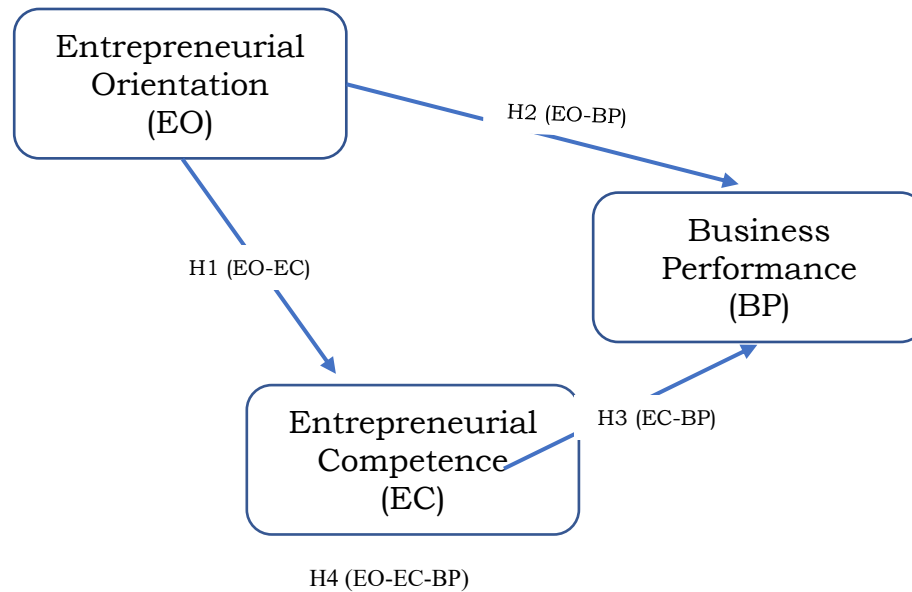 Entrepreneurial
Orientation
(EO)
H2 (EO-BP)
Business
Performance
(BP)
H1 (EO-EC)
Entrepreneurial
Competence
(EC)
H3 (EC-BP)
H4 (EO-EC-BP)